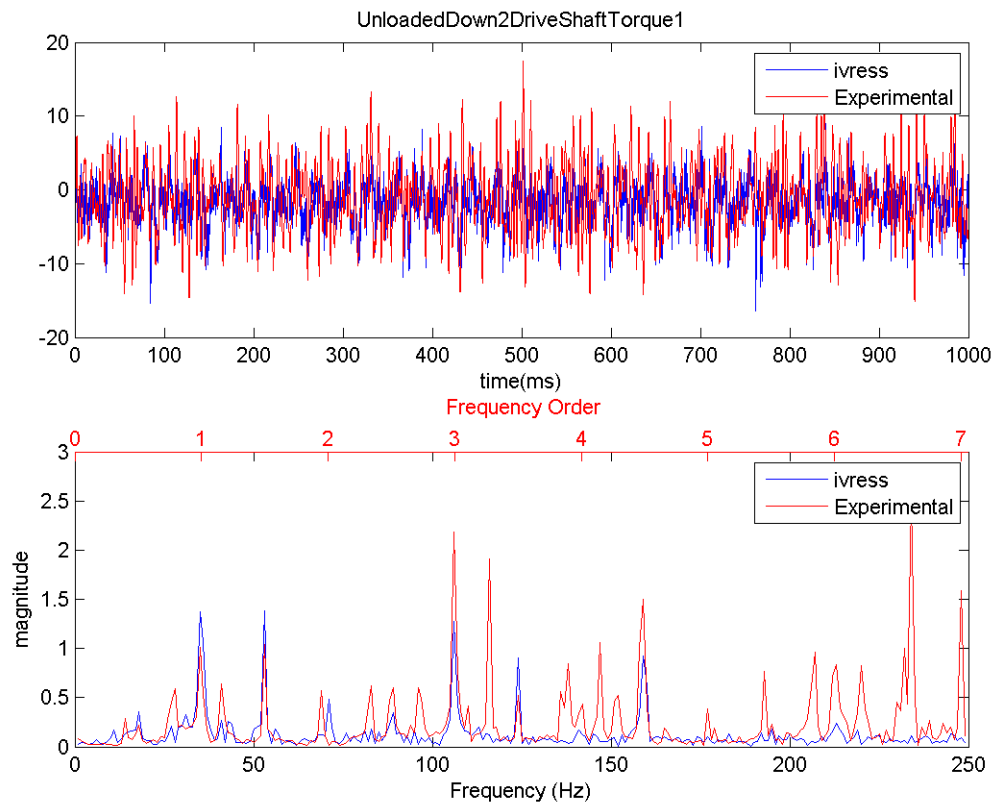 UnloadedDown2DriveShaftTorque1
20
10
0
-10
-20
ivress
Experimental
0 100 200 300 400 500 600 700 800 900 1000
time(ms)
Frequency Order
0 1 2 3 4 5 6 7
3
2.5
2
1.5
1
0.5
0
magnitude
ivress
Experimental
0 50 100 150 200 250
Frequency (Hz)